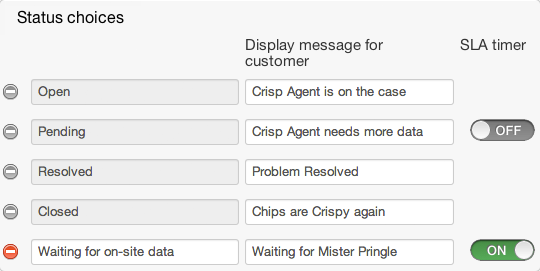 Status choices
Display message for customer
SLA timer
Open
Crisp Agent is on the case
Pending
Crisp Agent needs more data
OFF
Resolved
Problem Resolved
Closed
Chips are Crispy again
Waiting for on-site data
Waiting for Mister Pringle
ON